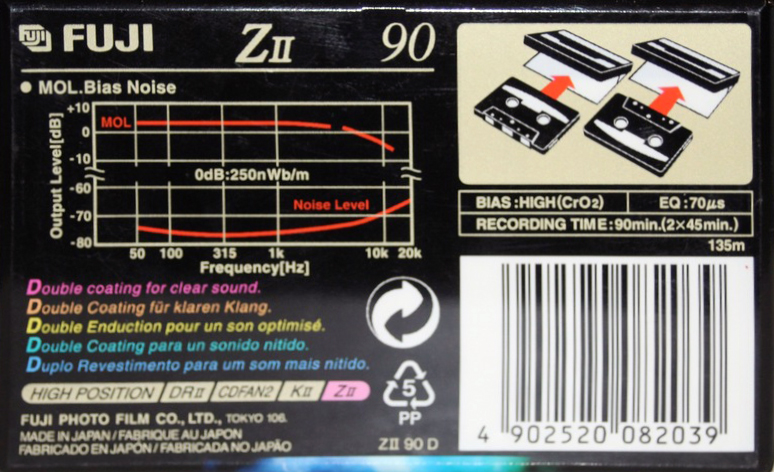 FUJI FUJI ZII 90
● MOL.Bias Noise
Output Level[dB]
+10
MOL
0
-10
0dB:250nWb/m
-60
Noise Level
-70
-80
50 100 315 1k 10k 20k
Frequency[Hz]
Double coating for clear sound.
Double Coating für klaren Klang.
Double Enduction pour un son optimisé.
Double Coating para un sonido nitido.
Duplo Revestimento para um som mais nitido.
HIGH POSITION DRII CDFAN2 KII ZII
FUJI PHOTO FILM CO., LTD., TOKYO 106.
MADE IN JAPAN / FABRIQUE AU JAPON
FABRICADO EN JAPÓN / FABRICADA NO JAPÃO
5
PP
ZII 90 D
BIAS:HIGH(CrO2) EQ:70μs
RECORDING TIME:90min.(2×45min.)
135m
4 902520 082039